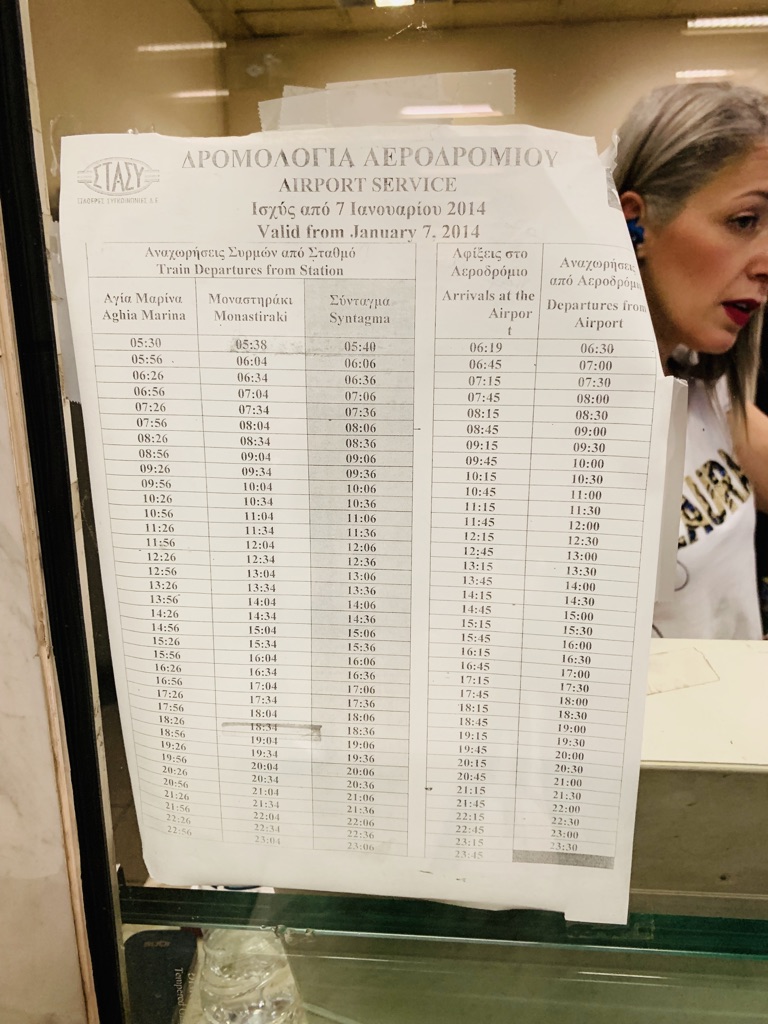 ΣΤΑΣΥ
ΔΡΟΜΟΛΟΓΙΑ ΑΕΡΟΔΡΟΜΙΟΥ
AIRPORT SERVICE
Ισχύς από 7 Ιανουαρίου 2014
Valid from January 7, 2014
Αναχωρήσεις Συρμών από Σταθμό
Train Departures from Station
Αγία Μαρίνα
Aghia Marina
Μοναστηράκι
Monastiraki
Σύνταγμα
Syntagma
Αφίξεις στο
Αεροδρόμιο
Arrivals at the
Airpor
t
Αναχωρήσεις
από Αεροδρόμι
Departures from
Airport
05:30 05:38 05:40 06:19 06:30
05:56 06:04 06:06 06:45 07:00
06:26 06:34 06:36 07:15 07:30
06:56 07:04 07:06 07:45 08:00
07:26 07:34 07:36 08:15 08:30
07:56 08:04 08:06 08:45 09:00
08:26 08:34 08:36 09:15 09:30
08:56 09:04 09:06 09:45 10:00
09:26 09:34 09:36 10:15 10:30
09:56 10:04 10:06 10:45 11:00
10:26 10:34 10:36 11:15 11:30
10:56 11:04 11:06 11:45 12:00
11:26 11:34 11:36 12:15 12:30
11:56 12:04 12:06 12:45 13:00
12:26 12:34 12:36 13:15 13:30
12:56 13:04 13:06 13:45 14:00
13:26 13:34 13:36 14:15 14:30
13:56 14:04 14:06 14:45 15:00
14:26 14:34 14:36 15:15 15:30
14:56 15:04 15:06 15:45 16:00
15:26 15:34 15:36 16:15 16:30
15:56 16:04 16:06 16:45 17:00
16:26 16:34 16:36 17:15 17:30
16:56 17:04 17:06 17:45 18:00
17:26 17:34 17:36 18:15 18:30
17:56 18:04 18:06 18:45 19:00
18:26 18:34 18:36 19:15 19:30
18:56 19:04 19:06 19:45 20:00
19:26 19:34 19:36 20:15 20:30
19:56 20:04 20:06 20:45 21:00
20:26 20:34 20:36 21:15 21:30
20:56 21:04 21:06 21:45 22:00
21:26 21:34 21:36 22:15 22:30
21:56 22:04 22:06 22:45 23:00
22:26 22:34 22:36 23:15 23:30
22:56 23:04 23:06 23:45
Tempered